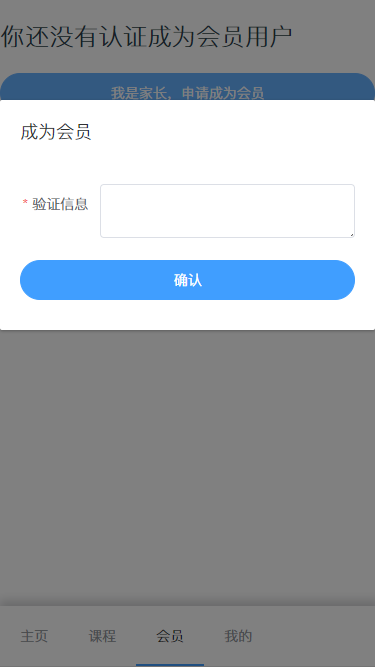 你还没有认证成为会员用户
我是家长，申请成为会员
成为会员
* 验证信息
确认
主页 课程 会员 我的